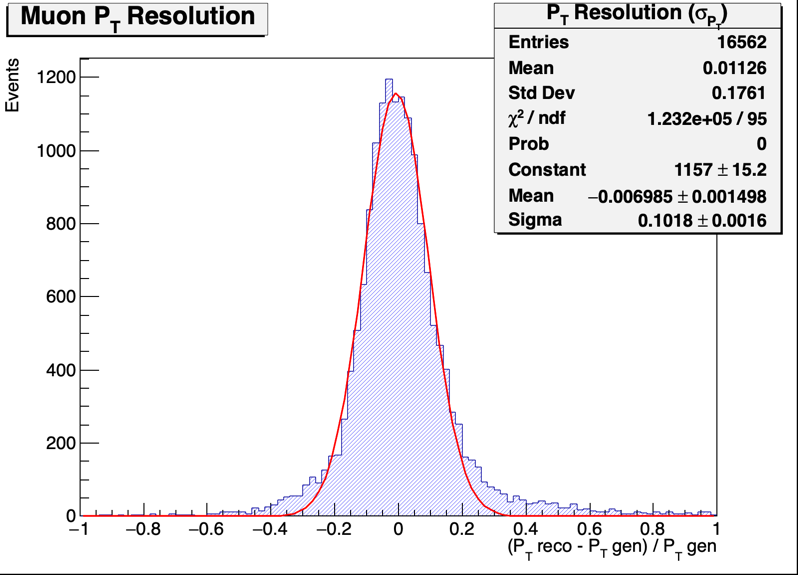 Muon P_T Resolution
P_T Resolution (σ_P_T)
Entries 16562
Mean 0.01126
Std Dev 0.1761
χ² / ndf 1.232e+05 / 95
Prob 0
Constant 1157 ± 15.2
Mean −0.006985 ± 0.001498
Sigma 0.1018 ± 0.0016
Events
1200
1000
800
600
400
200
0
−1 −0.8 −0.6 −0.4 −0.2 0 0.2 0.4 0.6 0.8 1
(P_T reco - P_T gen) / P_T gen